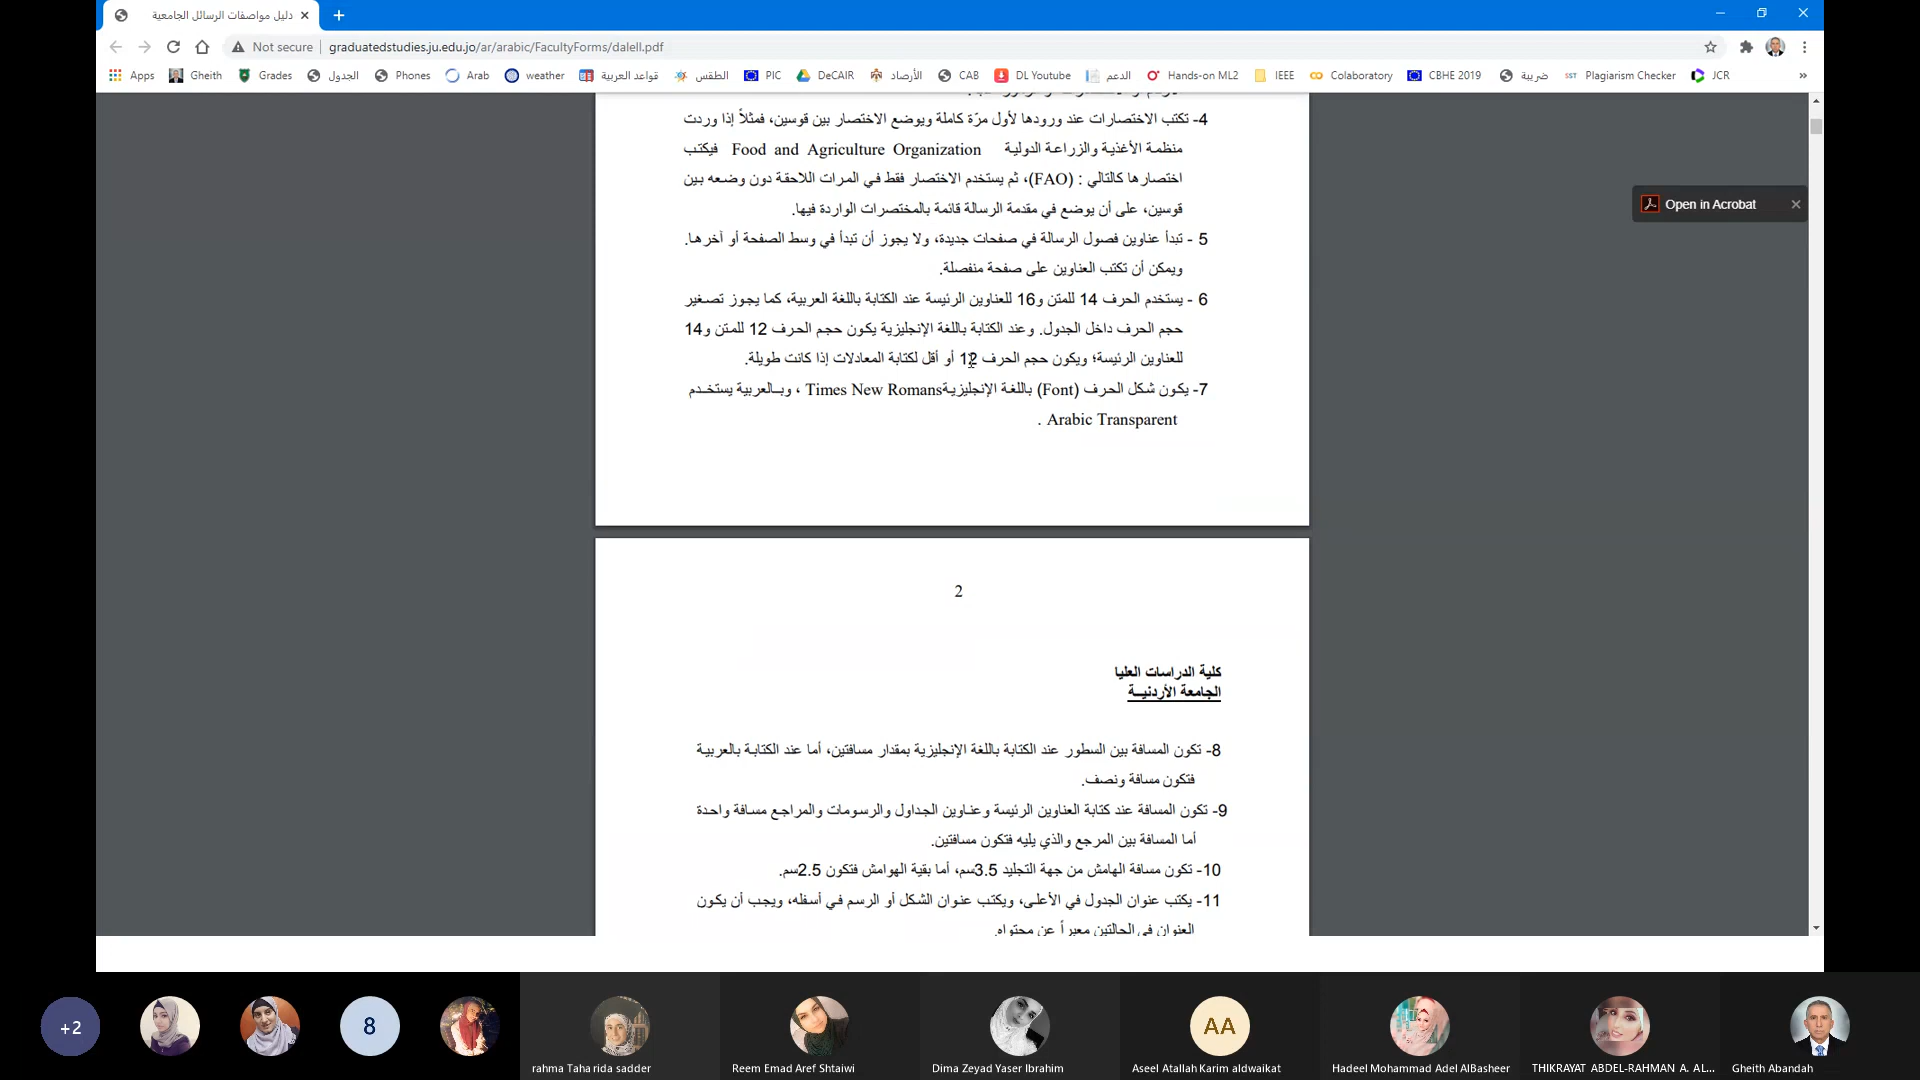 دليل مواصفات الرسائل الجامعية
Not secure
graduatedstudies.ju.edu.jo/ar/arabic/FacultyForms/dalell.pdf
Apps Gheith Grades الجدول Phones Arab weather قواعد العربية الطقس PIC DeCAIR الأرصاد CAB DL Youtube الدعم Hands-on ML2 IEEE Colaboratory CBHE 2019 ضريبة Plagiarism Checker JCR »
4- تكتب الاختصارات عند ورودها لأول مرّة كاملة ويوضع الاختصار بين قوسين، فمثلاً إذا وردت
منظمة الأغذية والزراعة الدولية Food and Agriculture Organization فيكتب
اختصارها كالتالي : (FAO)، ثم يستخدم الاختصار فقط في المرات اللاحقة دون وضعه بين
قوسين، على أن يوضع في مقدمة الرسالة قائمة بالمختصرات الواردة فيها.
5 - تبدأ عناوين فصول الرسالة في صفحات جديدة، ولا يجوز أن تبدأ في وسط الصفحة أو آخرها.
ويمكن أن تكتب العناوين على صفحة منفصلة.
6 - يستخدم الحرف 14 للمتن و16 للعناوين الرئيسة عند الكتابة باللغة العربية، كما يجوز تصغير
حجم الحرف داخل الجدول. وعند الكتابة باللغة الإنجليزية يكون حجم الحرف 12 للمتن و14
للعناوين الرئيسة؛ ويكون حجم الحرف 12 أو أقل لكتابة المعادلات إذا كانت طويلة.
7- يكون شكل الحرف (Font) باللغة الإنجليزيةTimes New Romans ، وبالعربية يستخدم
Arabic Transparent .
Open in Acrobat
2
كلية الدراسات العليا
الجامعة الأردنية
8- تكون المسافة بين السطور عند الكتابة باللغة الإنجليزية بمقدار مسافتين، أما عند الكتابة بالعربية
فتكون مسافة ونصف.
9- تكون المسافة عند كتابة العناوين الرئيسة وعناوين الجداول والرسومات والمراجع مسافة واحدة
أما المسافة بين المرجع والذي يليه فتكون مسافتين.
10- تكون مسافة الهامش من جهة التجليد 3.5سم، أما بقية الهوامش فتكون 2.5سم.
11- يكتب عنوان الجدول في الأعلى، ويكتب عنوان الشكل أو الرسم في أسفله، ويجب أن يكون
العنوان في الحالتين معبراً عن محتواه.
+2
8
AA
rahma Taha rida sadder
Reem Emad Aref Shtaiwi
Dima Zeyad Yaser Ibrahim
Aseel Atallah Karim aldwaikat
Hadeel Mohammad Adel AlBasheer
THIKRAYAT ABDEL-RAHMAN A. AL...
Gheith Abandah